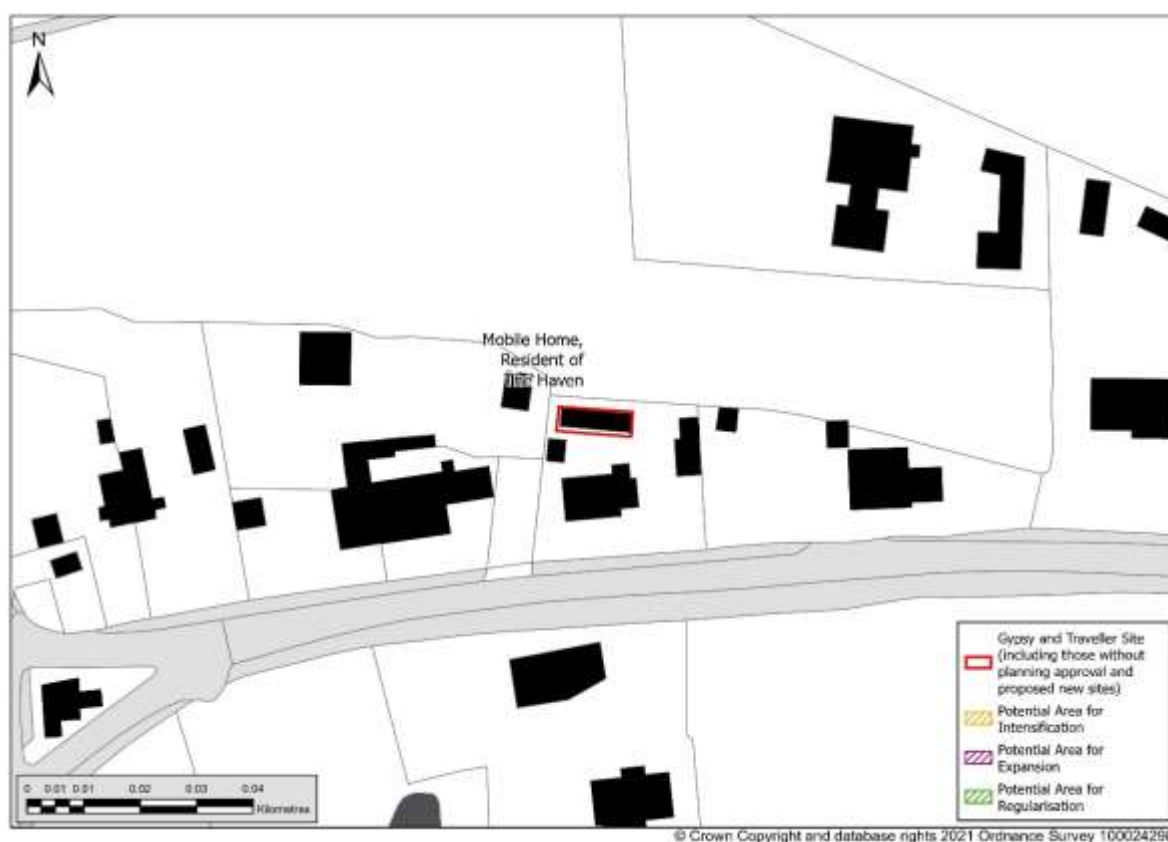 N
Mobile Home,
Resident of
The Haven
Gypsy and Traveller Site
(including those without
planning approval and
proposed new sites)
Potential Area for
Intensification
Potential Area for
Expansion
Potential Area for
Regularisation
0 0.01 0.01 0.02 0.03 0.04
Kilometres
© Crown Copyright and database rights 2021 Ordnance Survey 100024296